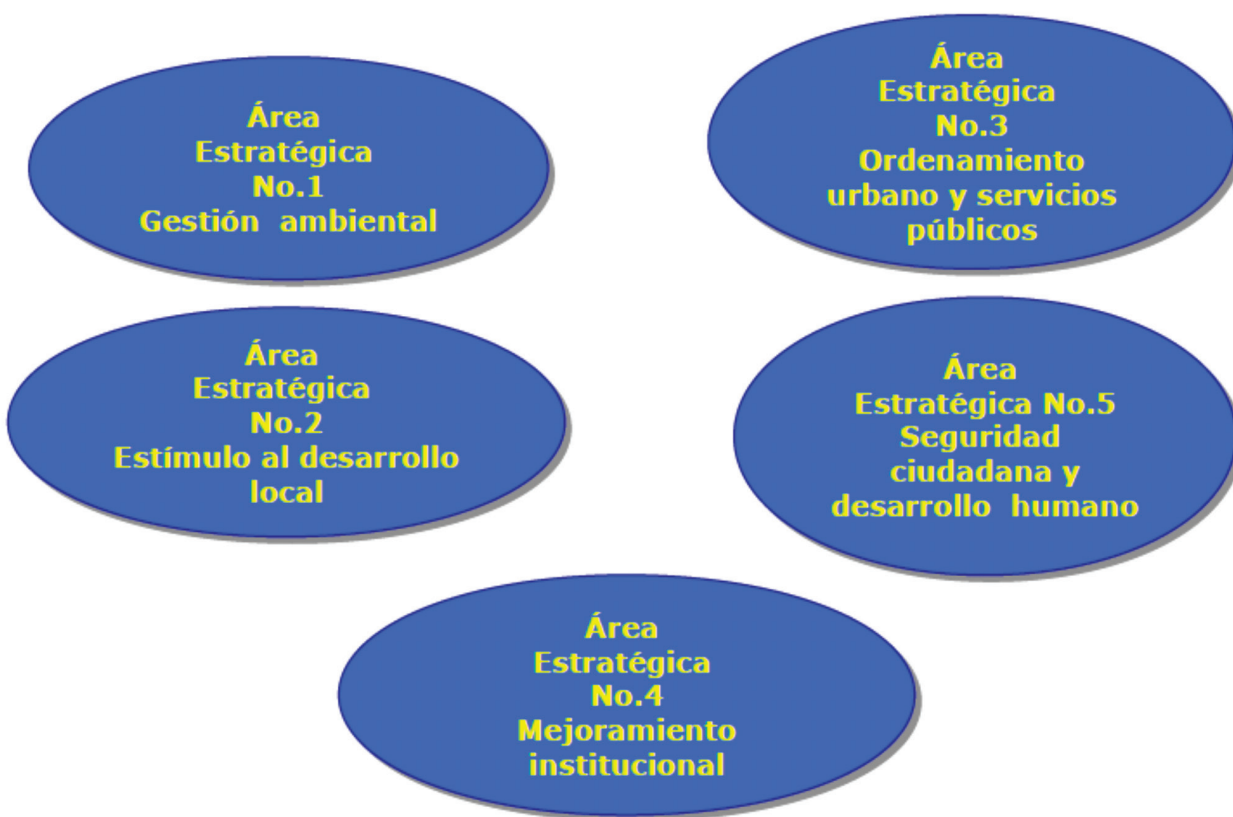 Área
Estratégica
No.1
Gestión ambiental
Área
Estratégica
No.3
Ordenamiento
urbano y servicios
públicos
Área
Estratégica
No.2
Estímulo al desarrollo
local
Área
Estratégica No.5
Seguridad
ciudadana y
desarrollo humano
Área
Estratégica
No.4
Mejoramiento
institucional